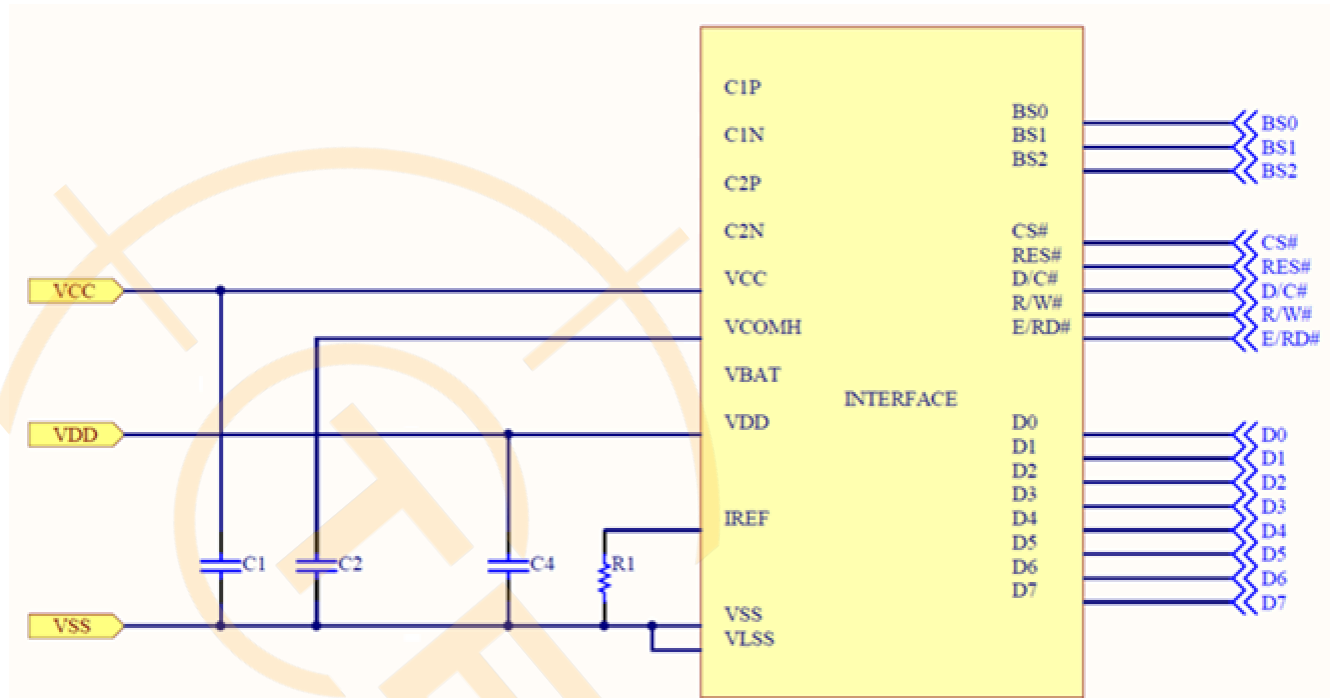 C1P
C1N
C2P
C2N
VCC
VCOMH
VBAT
VDD
IREF
VSS
VLSS
INTERFACE
BS0
BS1
BS2
CS#
RES#
D/C#
R/W#
E/RD#
D0
D1
D2
D3
D4
D5
D6
D7
BS0
BS1
BS2
CS#
RES#
D/C#
R/W#
E/RD#
D0
D1
D2
D3
D4
D5
D6
D7
VCC
VDD
VSS
C1
C2
C4
R1